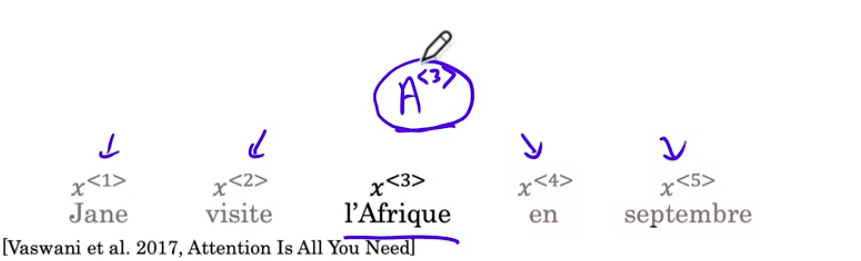 A<3>
x<1> x<2> x<3> x<4> x<5>
Jane visite l'Afrique en septembre
[Vaswani et al. 2017, Attention Is All You Need]